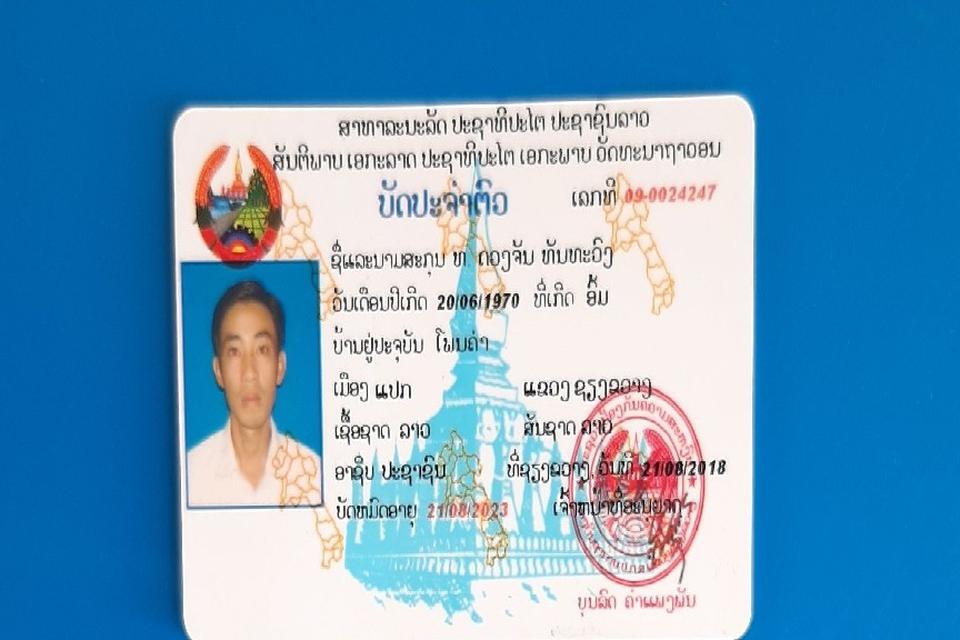 ສາທາລະນະລັດ ປະຊາທິປະໄຕ ປະຊາຊົນລາວ
ສັນຕິພາບ ເອກະລາດ ປະຊາທິປະໄຕ ເອກະພາບ ວັດທະນາຖາວອນ
ບັດປະຈຳຕົວ ເລກທີ 09-0024247
ຊື່ແລະນາມສະກຸນ ທ ດວງຈັນ ທັນທະວົງ
ວັນເດືອນປີເກີດ 20/06/1970 ທີ່ເກີດ ອິ້ມ
ບ້ານຢູ່ປະຈຸບັນ ໂພນຄຳ
ເມືອງ ແປກ ແຂວງ ຊຽງຂວາງ
ເຊື້ອຊາດ ລາວ ສັນຊາດ ລາວ
ອາຊີບ ປະຊາຊົນ ທີ່ຊຽງຂວາງ, ວັນທີ 21/08/2018
ບັດຫມົດອາຍຸ 21/08/2023 ເຈົ້າຫນ້າທີ່ອະນຸຍາດ
ບຸນລິດ ຄຳແພງພັນ